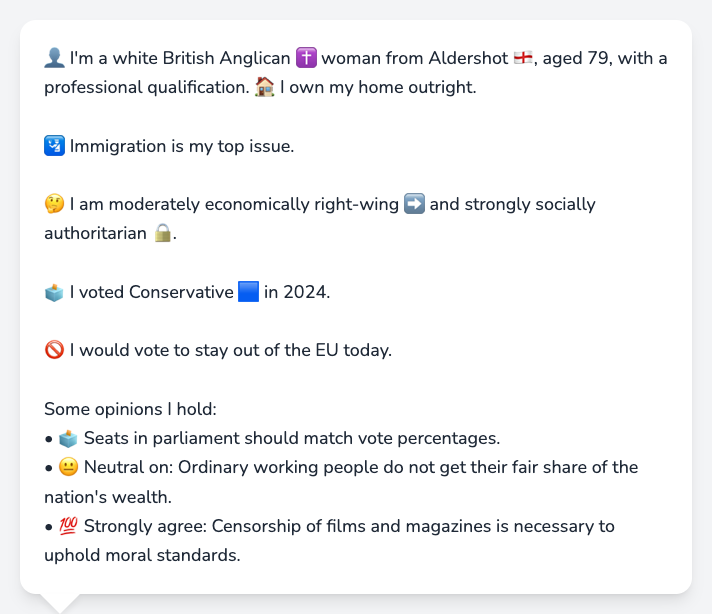 👤 I'm a white British Anglican ✝️ woman from Aldershot 🏴󠁧󠁢󠁥󠁮󠁧󠁿, aged 79, with a
professional qualification. 🏠 I own my home outright.
🛂 Immigration is my top issue.
🤔 I am moderately economically right-wing ➡️ and strongly socially
authoritarian 🔒.
🗳️ I voted Conservative 🟦 in 2024.
🚫 I would vote to stay out of the EU today.
Some opinions I hold:
• 🗳️ Seats in parliament should match vote percentages.
• 😐 Neutral on: Ordinary working people do not get their fair share of the
nation's wealth.
• 💯 Strongly agree: Censorship of films and magazines is necessary to
uphold moral standards.